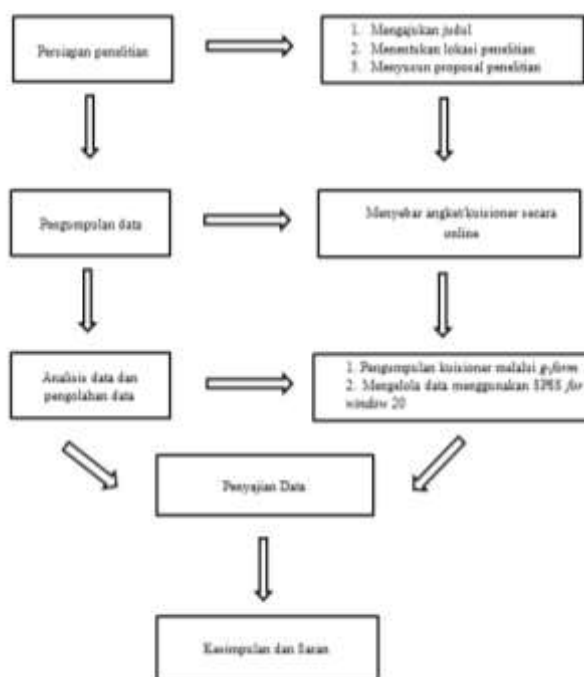 Persiapan penelitian
1. Mengajukan judul
2. Menentukan lokasi penelitian
3. Menyusun proposal penelitian
Pengumpulan data
Menyebar angket/kuisioner secara
online
Analisis data dan
pengolahan data
1. Pengumpulan kuisionar malalui g-form
2. Mengelola data menggunakan SPSS for
window 20
Penyajian Data
Kesimpulan dan Saran